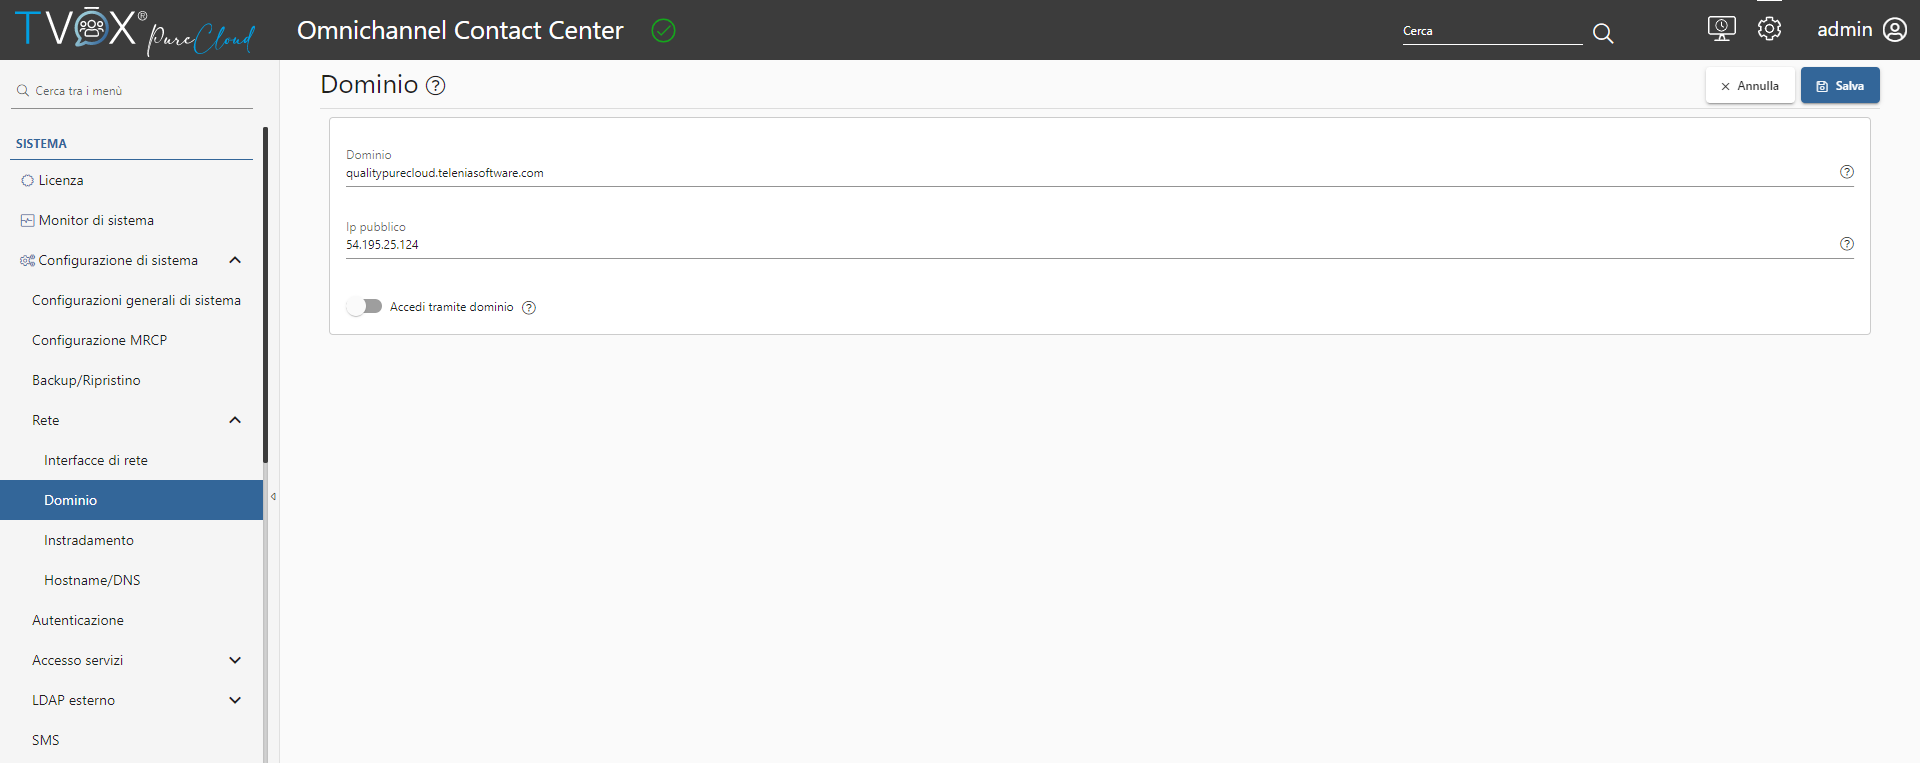 TVOX® PureCloud
Omnichannel Contact Center
Cerca
admin
Cerca tra i menù
SISTEMA
Licenza
Monitor di sistema
Configurazione di sistema
Configurazioni generali di sistema
Configurazione MRCP
Backup/Ripristino
Rete
Interfacce di rete
Dominio
Instradamento
Hostname/DNS
Autenticazione
Accesso servizi
LDAP esterno
SMS
Dominio ?
Annulla
Salva
Dominio
qualitypurecloud.teleniasoftware.com ?
Ip pubblico
54.195.25.124 ?
Accedi tramite dominio ?